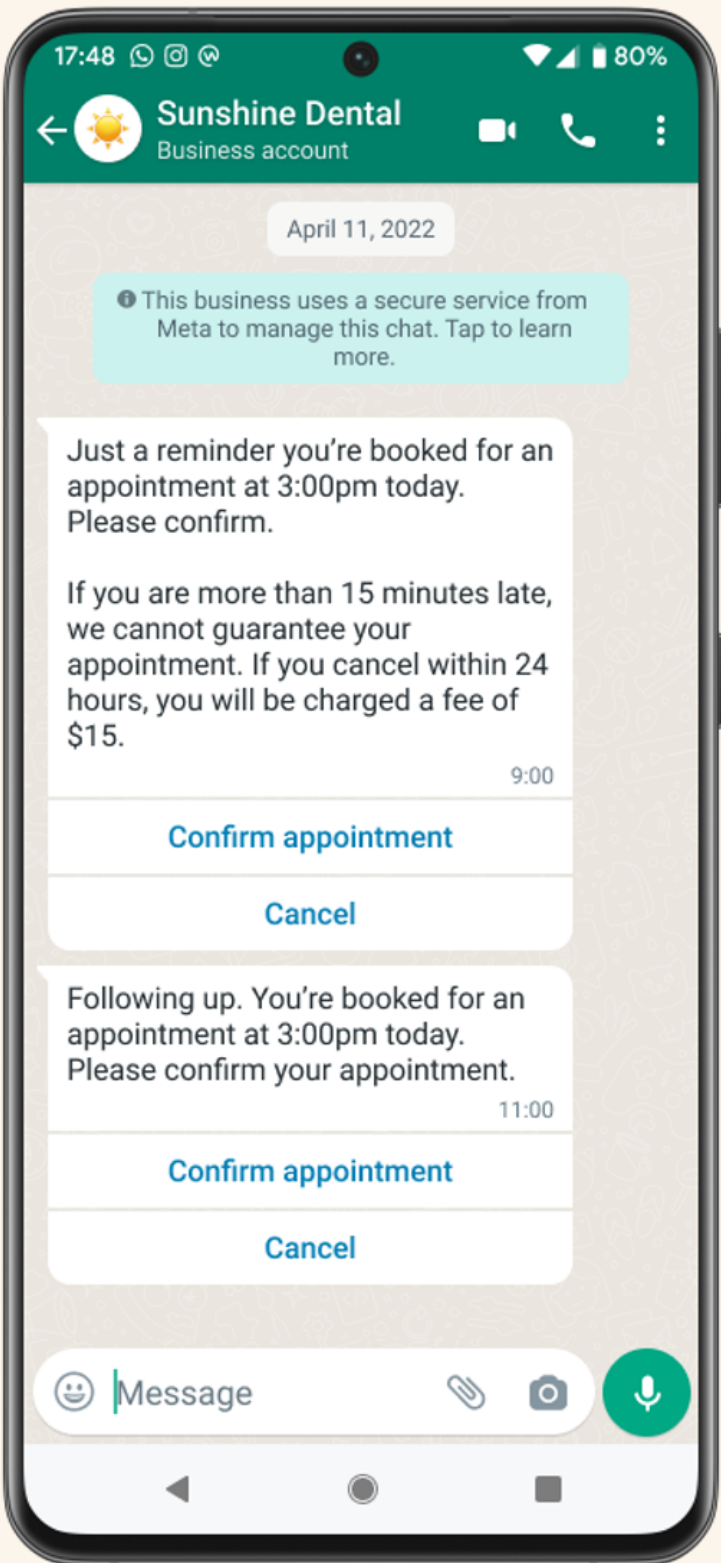 17:48 80%
Sunshine Dental
Business account
April 11, 2022
This business uses a secure service from
Meta to manage this chat. Tap to learn
more.
Just a reminder you’re booked for an
appointment at 3:00pm today.
Please confirm.
If you are more than 15 minutes late,
we cannot guarantee your
appointment. If you cancel within 24
hours, you will be charged a fee of
$15.
9:00
Confirm appointment
Cancel
Following up. You’re booked for an
appointment at 3:00pm today.
Please confirm your appointment.
11:00
Confirm appointment
Cancel
Message